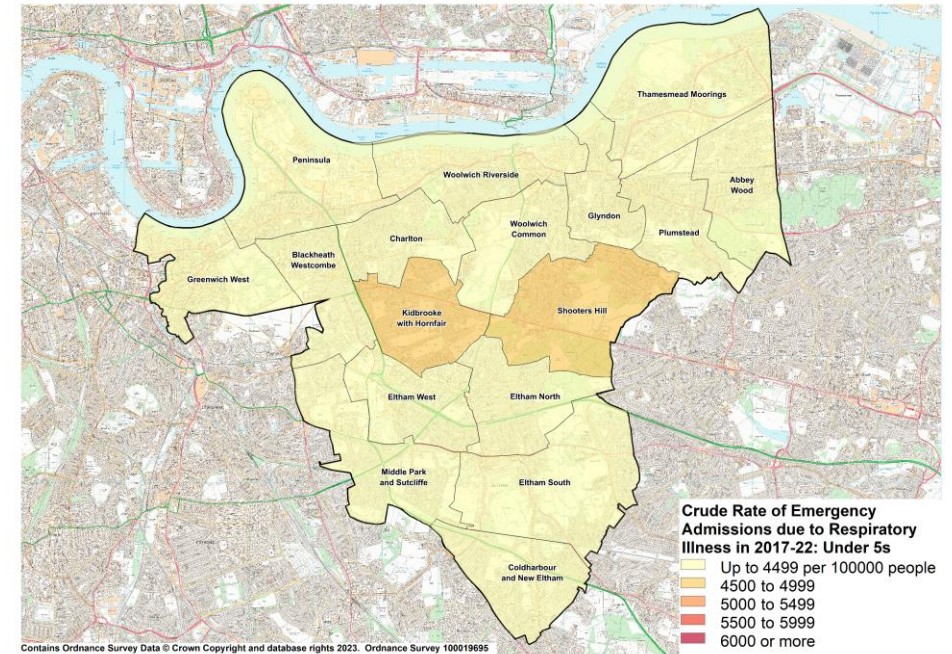 Thamesmead Moorings
Peninsula
Woolwich Riverside
Abbey
Wood
Glyndon
Woolwich
Common
Plumstead
Charlton
Blackheath
Westcombe
Greenwich West
Kidbrooke
with Hornfair
Shooters Hill
Eltham West
Eltham North
Middle Park
and Sutcliffe
Eltham South
Coldharbour
and New Eltham
Crude Rate of Emergency
Admissions due to Respiratory
Illness in 2017-22: Under 5s
Up to 4499 per 100000 people
4500 to 4999
5000 to 5499
5500 to 5999
6000 or more
Contains Ordnance Survey Data © Crown Copyright and database rights 2023. Ordnance Survey 100019695